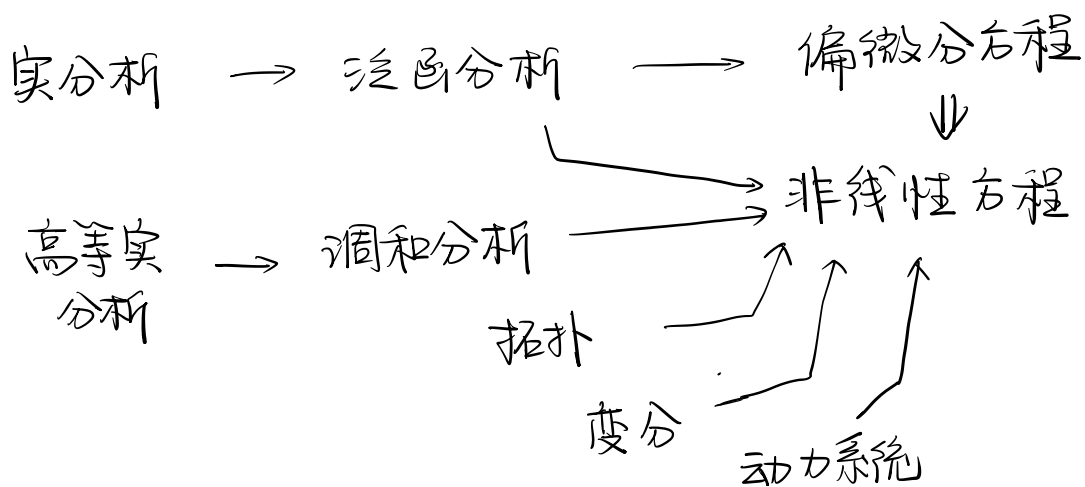 实分析 → 泛函分析 → 偏微分方程
⇓
非线性方程
高等实
分析 → 调和分析
拓扑
变分
动力系统